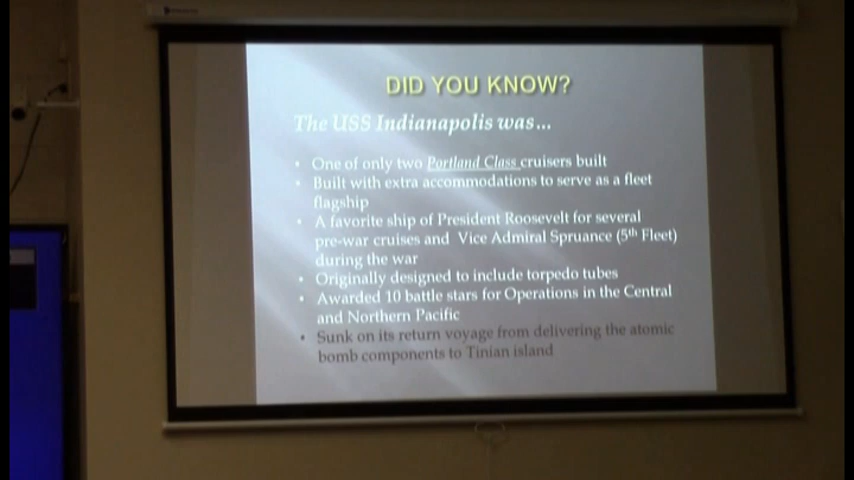 DID YOU KNOW?
The USS Indianapolis was...
• One of only two Portland Class cruisers built
• Built with extra accommodations to serve as a fleet
flagship
• A favorite ship of President Roosevelt for several
pre-war cruises and Vice Admiral Spruance (5th Fleet)
during the war
• Originally designed to include torpedo tubes
• Awarded 10 battle stars for Operations in the Central
and Northern Pacific
• Sunk on its return voyage from delivering the atomic
bomb components to Tinian island